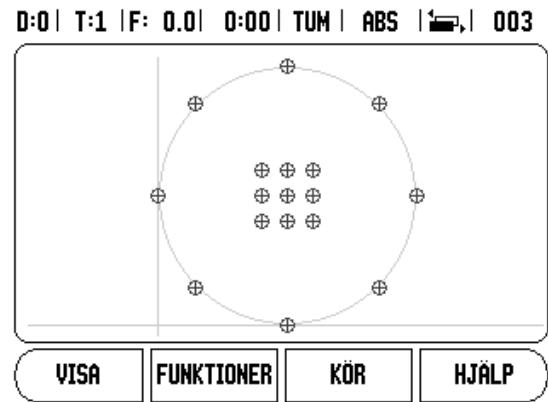 D:0| T:1 |F: 0.0| 0:00| TUM | ABS | | 003
VISA FUNKTIONER KÖR HJÄLP